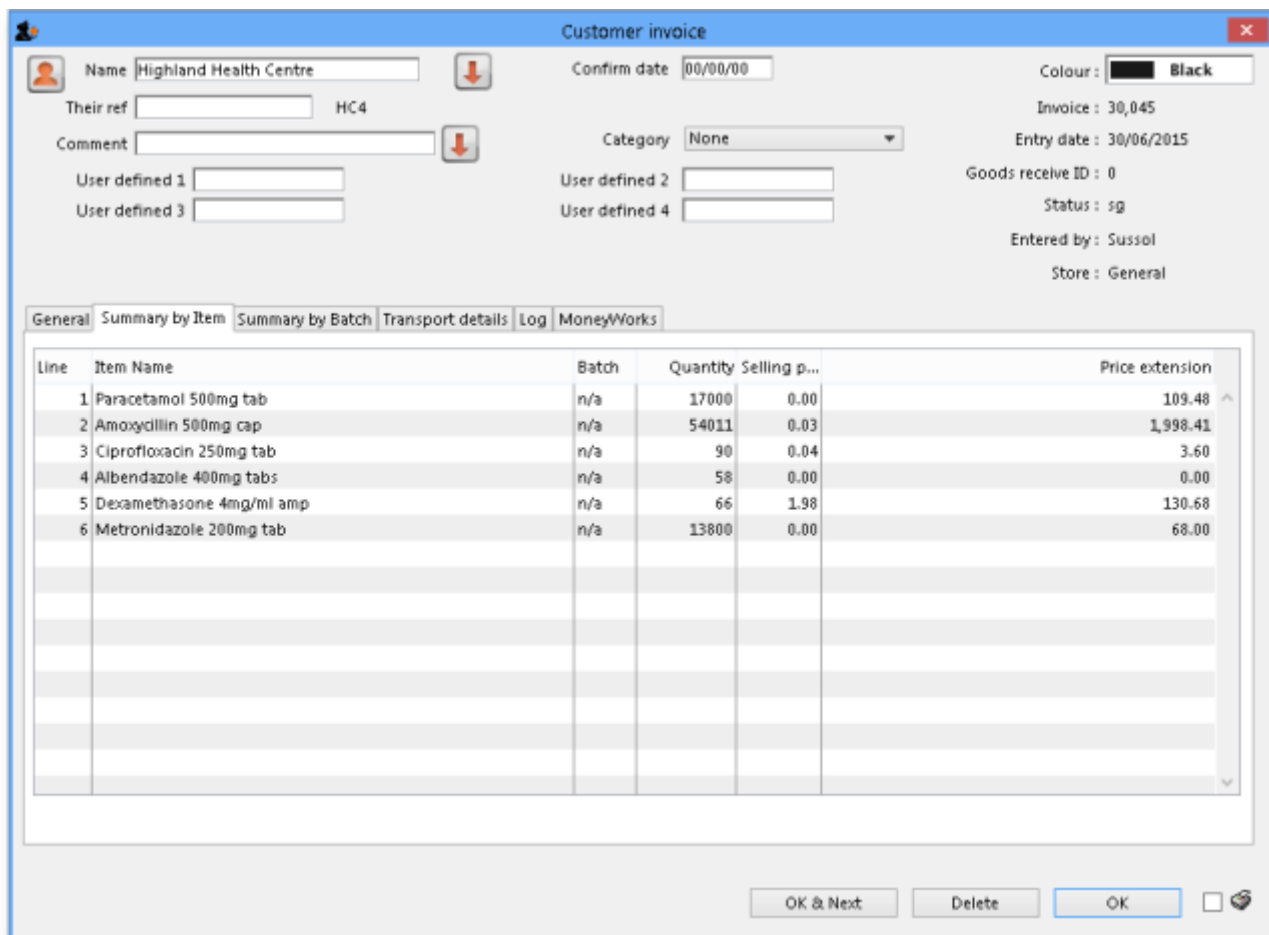 Customer invoice
Name Highland Health Centre Confirm date 00/00/00 Colour : Black
Their ref HC4 Invoice : 30,045
Comment Category None Entry date : 30/06/2015
User defined 1 User defined 2 Goods receive ID : 0
User defined 3 User defined 4 Status : sg
Entered by : Sussol
Store : General
General Summary by Item Summary by Batch Transport details Log MoneyWorks
Line Item Name Batch Quantity Selling p... Price extension
1 Paracetamol 500mg tab n/a 17000 0.00 109.48
2 Amoxycillin 500mg cap n/a 54011 0.03 1,998.41
3 Ciprofloxacin 250mg tab n/a 90 0.04 3.60
4 Albendazole 400mg tabs n/a 58 0.00 0.00
5 Dexamethasone 4mg/ml amp n/a 66 1.98 130.68
6 Metronidazole 200mg tab n/a 13800 0.00 68.00
OK & Next Delete OK